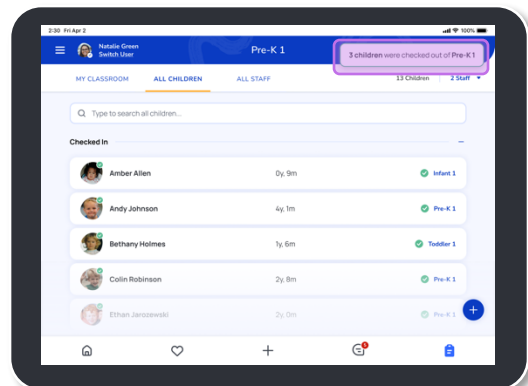 2:30 Fri Apr 2
100%
Natalie Green
Switch User
Pre-K 1
3 children were checked out of Pre-K 1
MY CLASSROOM
ALL CHILDREN
ALL STAFF
13 Children
2 Staff
Type to search all children...
Checked In
Amber Allen 0y, 9m Infant 1
Andy Johnson 4y, 1m Pre-K 1
Bethany Holmes 1y, 6m Toddler 1
Colin Robinson 2y, 8m Pre-K 1
Ethan Jarozewski 2y, 0m Pre-K 1